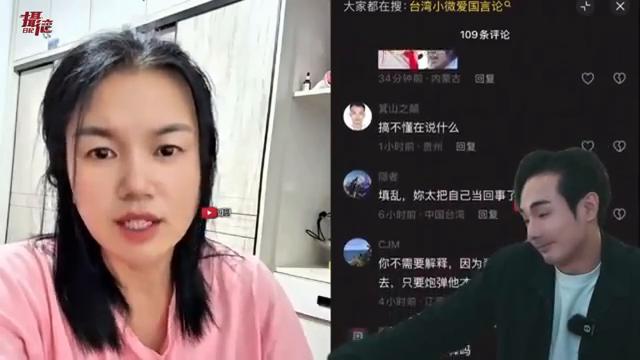 大家都在搜：台湾小微爱国言论
109条评论
34分钟前·内蒙古 回复
箕山之颠
搞不懂在说什么
1小时前·贵州 回复
隐者
填乱，妳太把自己当回事了
6小时前·中国台湾 回复
CJM
你不需要解释，因为
去，只要炮弹他才
4小时前·辽